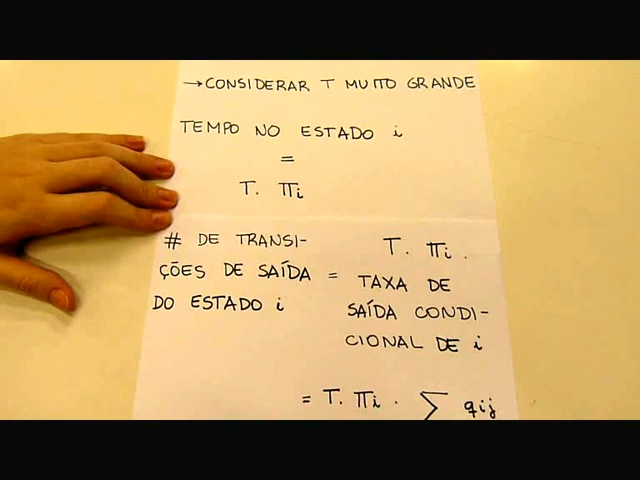 → CONSIDERAR T MUITO GRANDE
TEMPO NO ESTADO i
=
T. πi
# DE TRANSI-
ÇÕES DE SAÍDA
DO ESTADO i
=
T. πi.
TAXA DE
SAÍDA CONDI-
CIONAL DE i
= T. πi . Σ qij